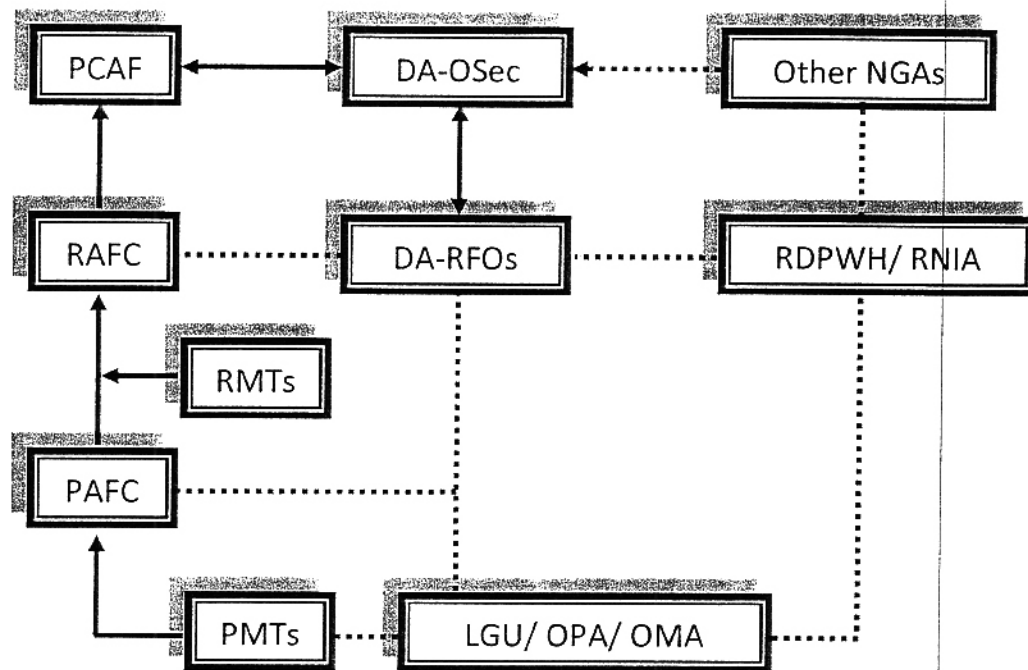 PCAF
DA-OSec
Other NGAs
RAFC
DA-RFOs
RDPWH/ RNIA
RMTs
PAFC
PMTs
LGU/ OPA/ OMA